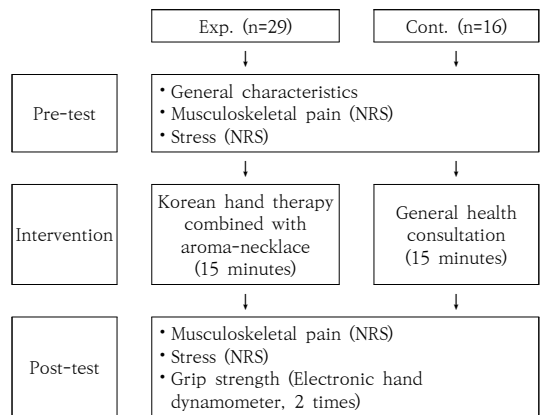 Exp. (n=29)
Cont. (n=16)
Pre-test
• General characteristics
• Musculoskeletal pain (NRS)
• Stress (NRS)
Intervention
Korean hand therapy
combined with
aroma-necklace
(15 minutes)
General health
consultation
(15 minutes)
Post-test
• Musculoskeletal pain (NRS)
• Stress (NRS)
• Grip strength (Electronic hand
dynamometer, 2 times)